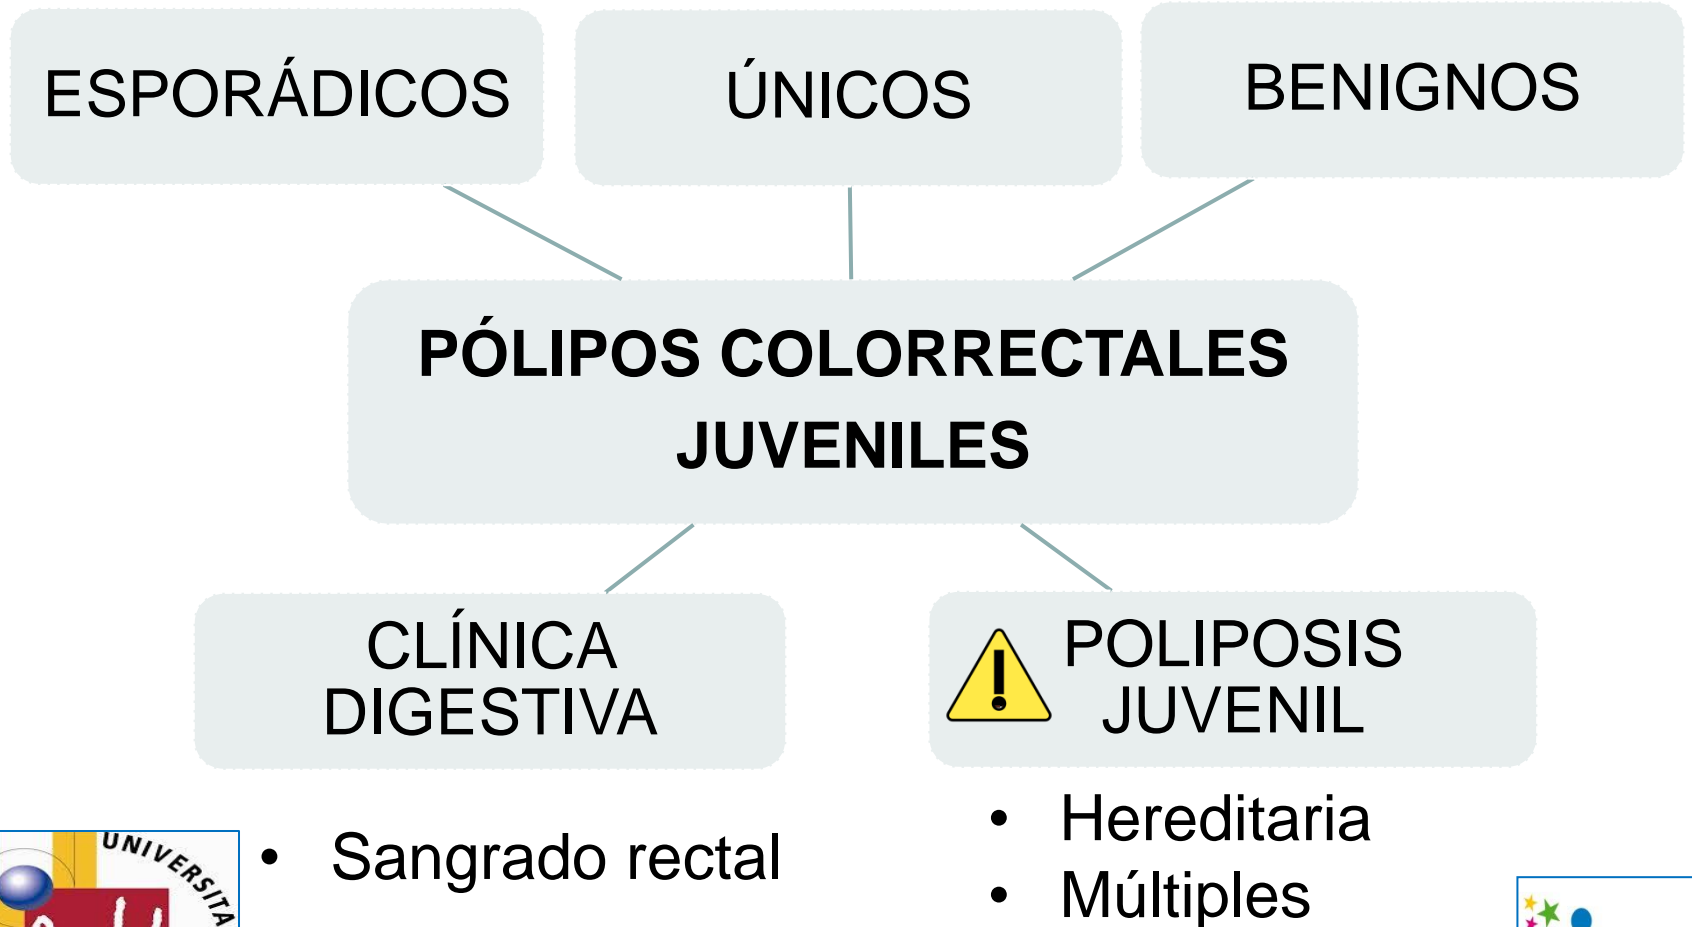 ESPORÁDICOS
ÚNICOS
BENIGNOS
PÓLIPOS COLORRECTALES
JUVENILES
CLÍNICA
DIGESTIVA
POLIPOSIS
JUVENIL
• Sangrado rectal
• Hereditaria
• Múltiples